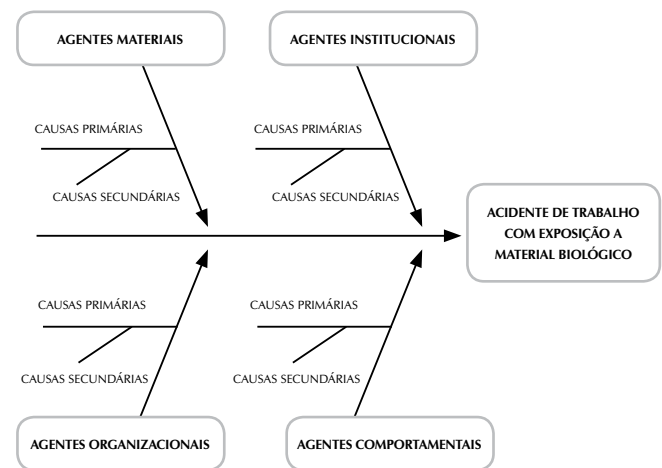 AGENTES MATERIAIS
AGENTES INSTITUCIONAIS
CAUSAS PRIMÁRIAS
CAUSAS PRIMÁRIAS
CAUSAS SECUNDÁRIAS
CAUSAS SECUNDÁRIAS
ACIDENTE DE TRABALHO
COM EXPOSIÇÃO A
MATERIAL BIOLÓGICO
CAUSAS PRIMÁRIAS
CAUSAS PRIMÁRIAS
CAUSAS SECUNDÁRIAS
CAUSAS SECUNDÁRIAS
AGENTES ORGANIZACIONAIS
AGENTES COMPORTAMENTAIS